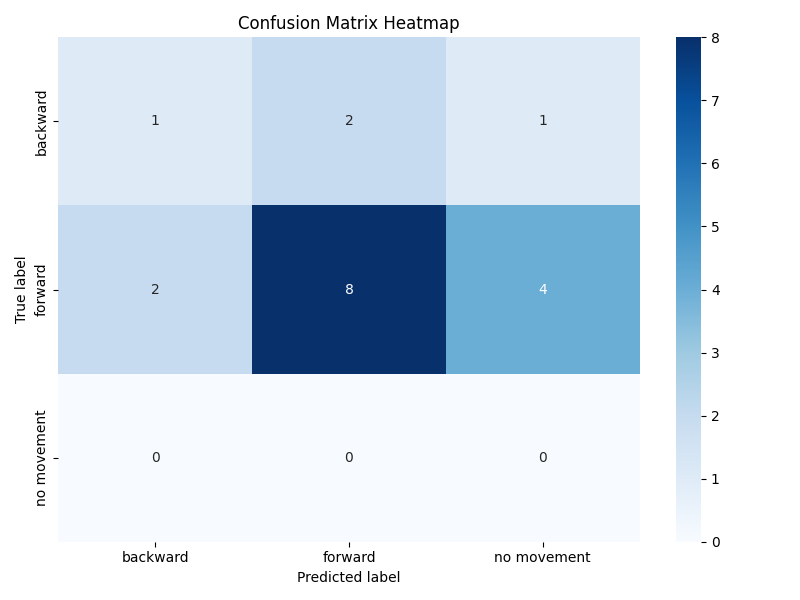 Confusion Matrix Heatmap
True label
backward
1 2 1
forward
2 8 4
no movement
0 0 0
backward forward no movement
Predicted label
8
7
6
5
4
3
2
1
0